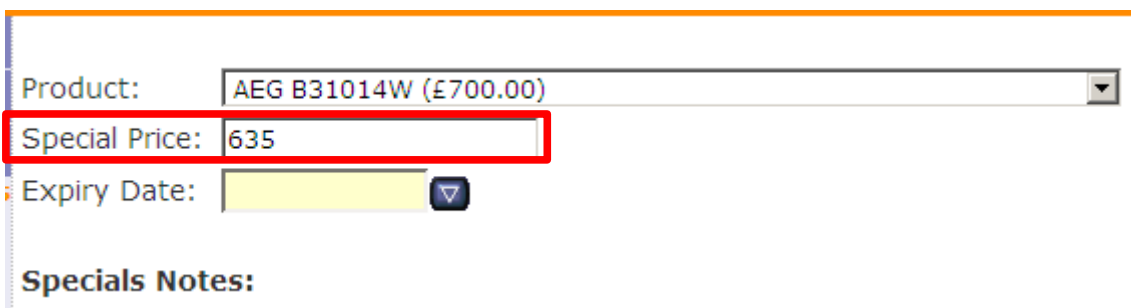 Product: AEG B31014W (£700.00)
Special Price: 635
Expiry Date:
Specials Notes: